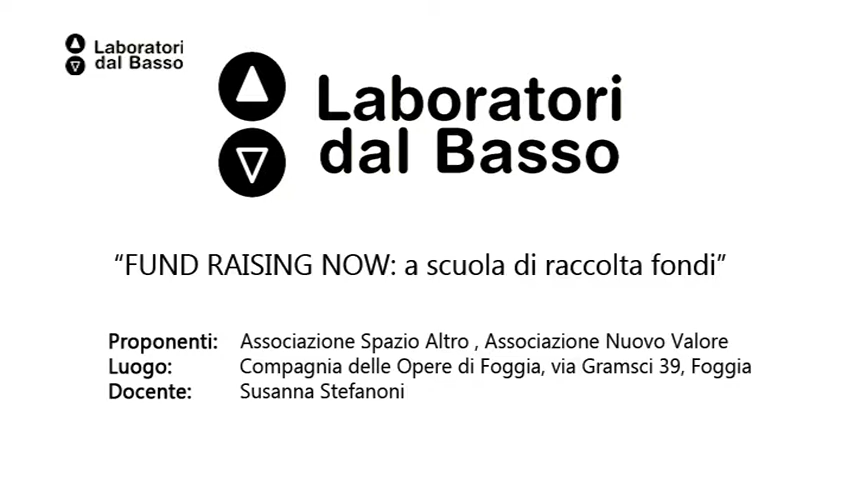 Laboratori
dal Basso
Laboratori
dal Basso
“FUND RAISING NOW: a scuola di raccolta fondi”
Proponenti: Associazione Spazio Altro , Associazione Nuovo Valore
Luogo: Compagnia delle Opere di Foggia, via Gramsci 39, Foggia
Docente: Susanna Stefanoni